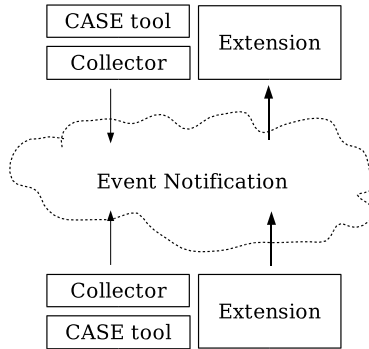 CASE tool
Collector
Extension
Event Notification
Collector
CASE tool
Extension